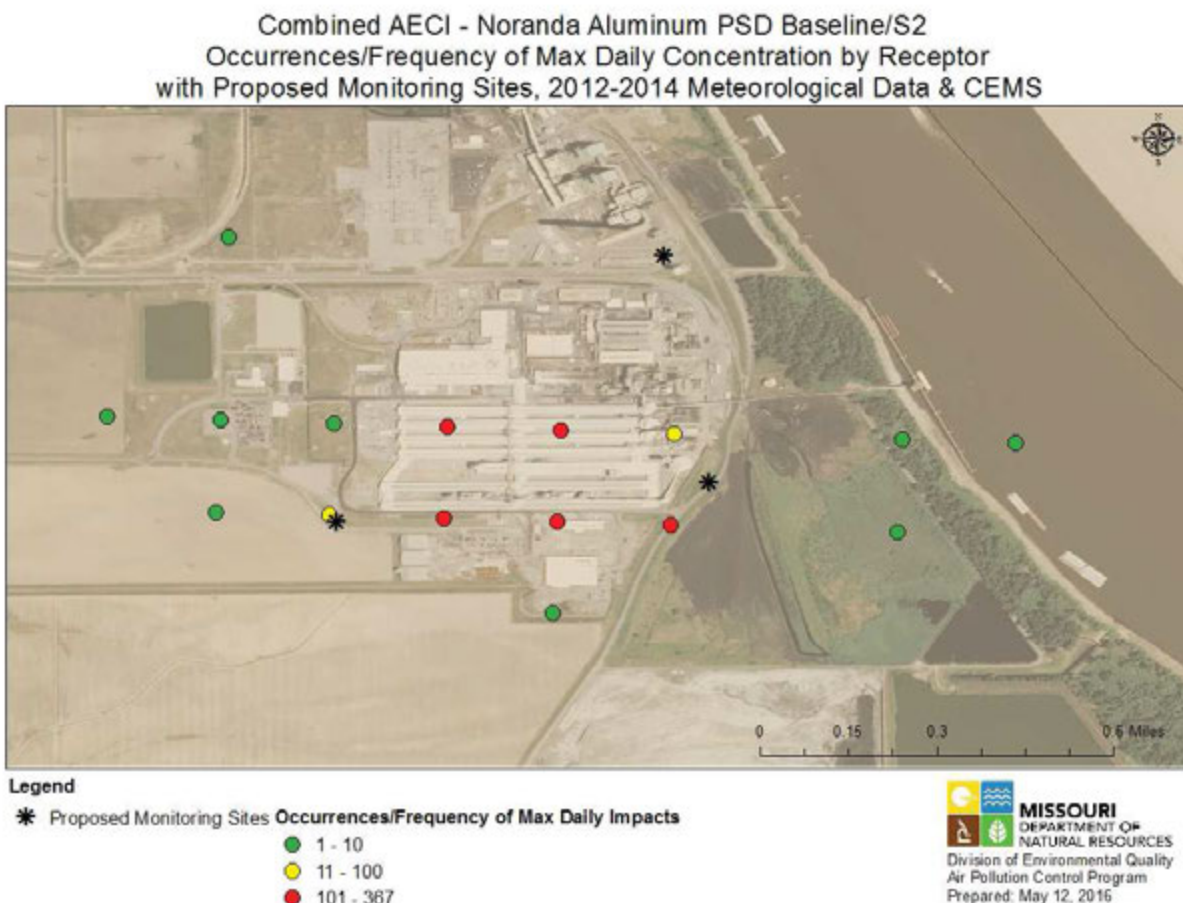 Combined AECI - Noranda Aluminum PSD Baseline/S2
Occurrences/Frequency of Max Daily Concentration by Receptor
with Proposed Monitoring Sites, 2012-2014 Meteorological Data & CEMS
N
W E
S
0 0.15 0.3 0.6 Miles
Legend
Proposed Monitoring Sites Occurrences/Frequency of Max Daily Impacts
1 - 10
11 - 100
101 - 367
MISSOURI
DEPARTMENT OF
NATURAL RESOURCES
Division of Environmental Quality
Air Pollution Control Program
Prepared: May 12, 2016